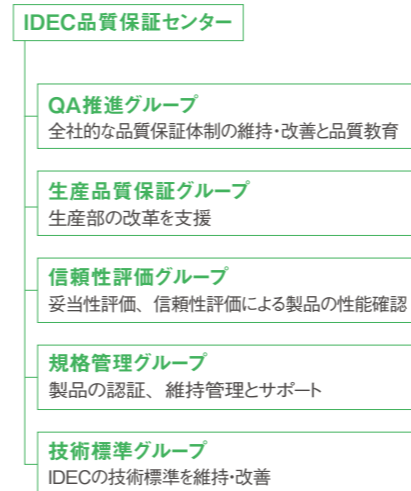 IDEC品質保証センター
QA推進グループ
全社的な品質保証体制の維持・改善と品質教育
生産品質保証グループ
生産部の改革を支援
信頼性評価グループ
妥当性評価、信頼性評価による製品の性能確認
規格管理グループ
製品の認証、維持管理とサポート
技術標準グループ
IDECの技術標準を維持・改善